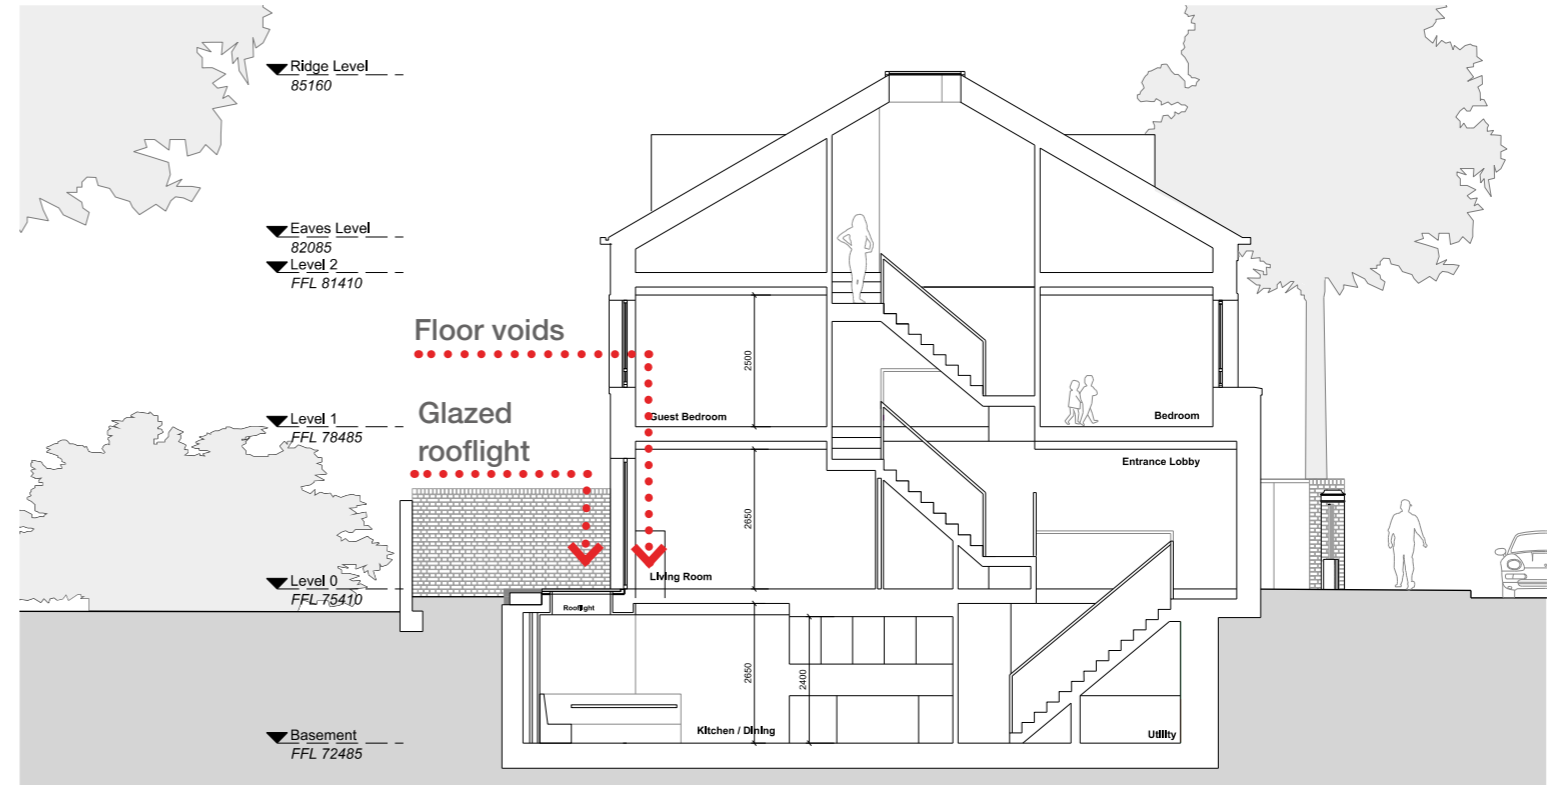 Ridge Level
85160
Eaves Level
82085
Level 2
FFL 81410
Floor voids
2500
Glazed
rooflight
Guest Bedroom
Bedroom
Level 1
FFL 78485
Entrance Lobby
2650
Living Room
Level 0
FFL 75410
Rooflight
2650
2400
Kitchen / Dining
Utility
Basement
FFL 72485